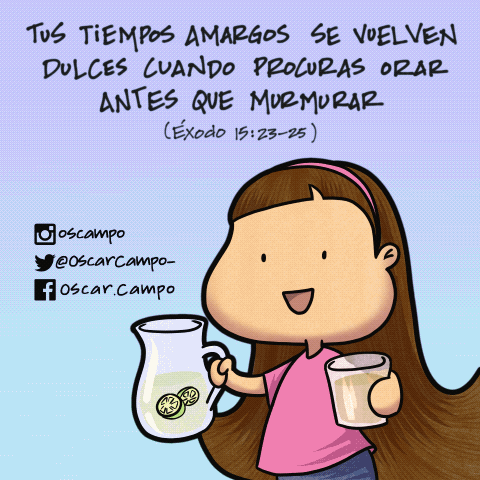 TUS TIEMPOS AMARGOS SE VUELVEN
DULCES CUANDO PROCURAS ORAR
ANTES QUE MURMURAR
(Éxodo 15:23-25)
oscampo
@OscarCampo-
Oscar.Campo